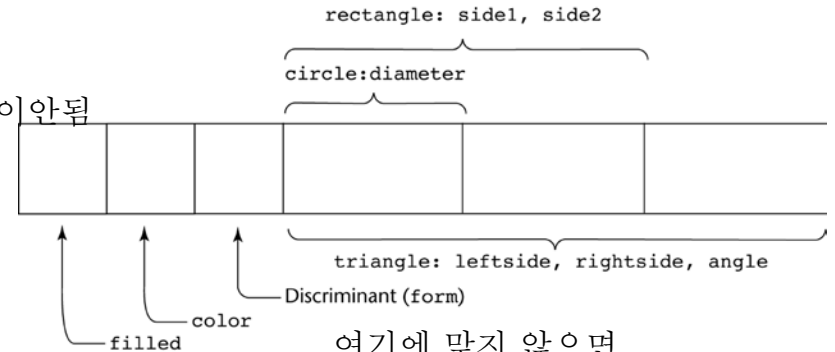 rectangle: side1, side2
circle:diameter
이안됨
triangle: leftside, rightside, angle
Discriminant (form)
color
filled
여기에 맞지 않으면